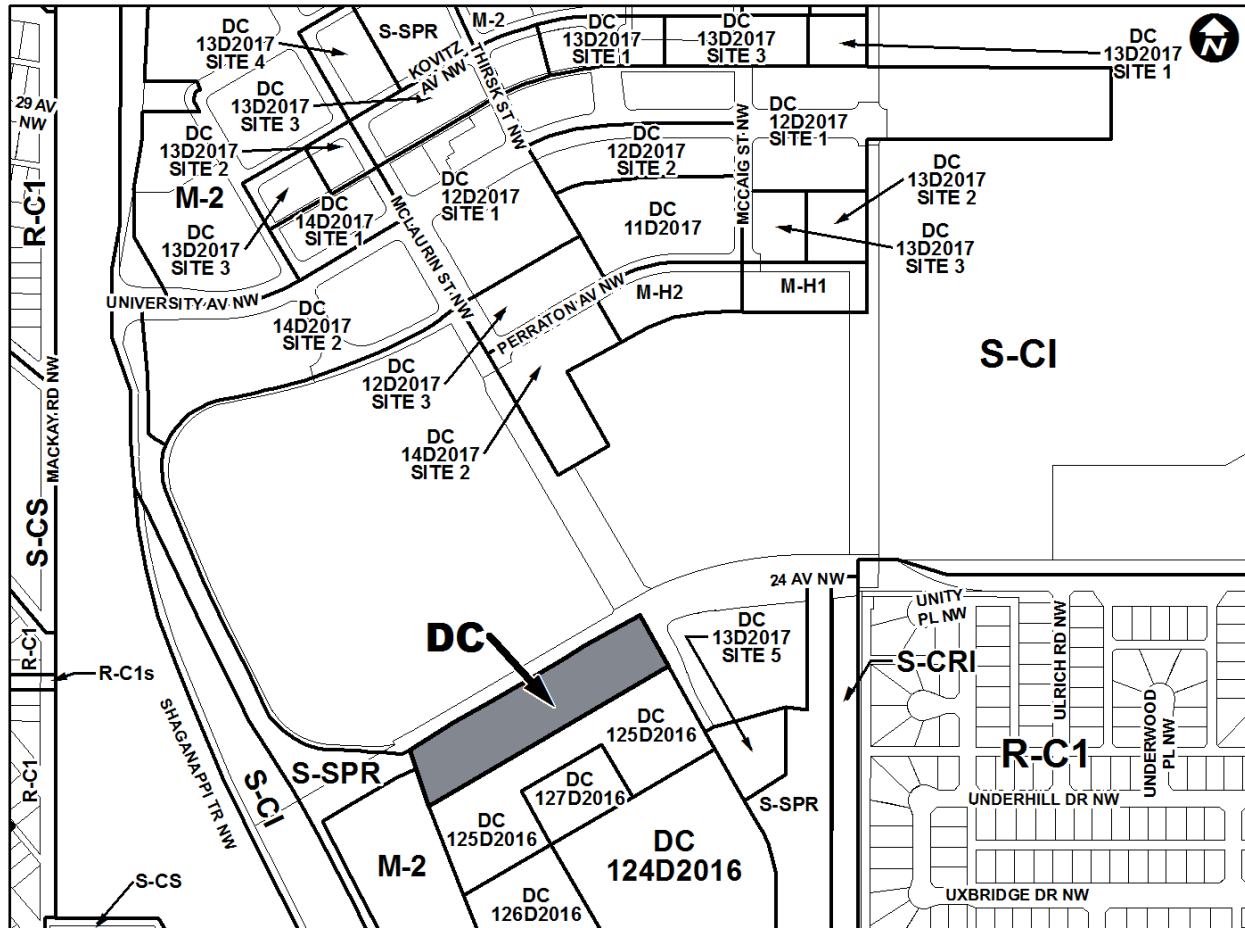 DC
13D2017
SITE 4
S-SPR
M-2
DC
13D2017
SITE 1
DC
13D2017
SITE 3
DC
13D2017
SITE 1
N
KOVITZ
AV NW
THIRSK ST NW
29 AV
NW
DC
13D2017
SITE 3
DC
13D2017
SITE 2
DC
12D2017
SITE 1
MCCAIG ST NW
DC
12D2017
SITE 2
DC
13D2017
SITE 2
R-C1
M-2
DC
14D2017
SITE 1
DC
12D2017
SITE 1
DC
11D2017
DC
13D2017
SITE 3
DC
13D2017
SITE 3
MCLAURIN ST NW
UNIVERSITY AV NW
DC
14D2017
SITE 2
PERRATON AV NW
M-H2
M-H1
S-CI
MACKAY RD NW
DC
12D2017
SITE 3
DC
14D2017
SITE 2
S-CS
24 AV NW
UNITY
PL NW
ULRICH RD NW
DC
DC
13D2017
SITE 5
S-CRI
R-C1
R-C1s
SHAGANAPPI TR NW
UNDERWOOD
PL NW
R-C1
DC
125D2016
R-C1
S-SPR
S-CI
DC
127D2016
S-SPR
UNDERHILL DR NW
DC
125D2016
M-2
DC
124D2016
S-CS
DC
126D2016
UXBRIDGE DR NW